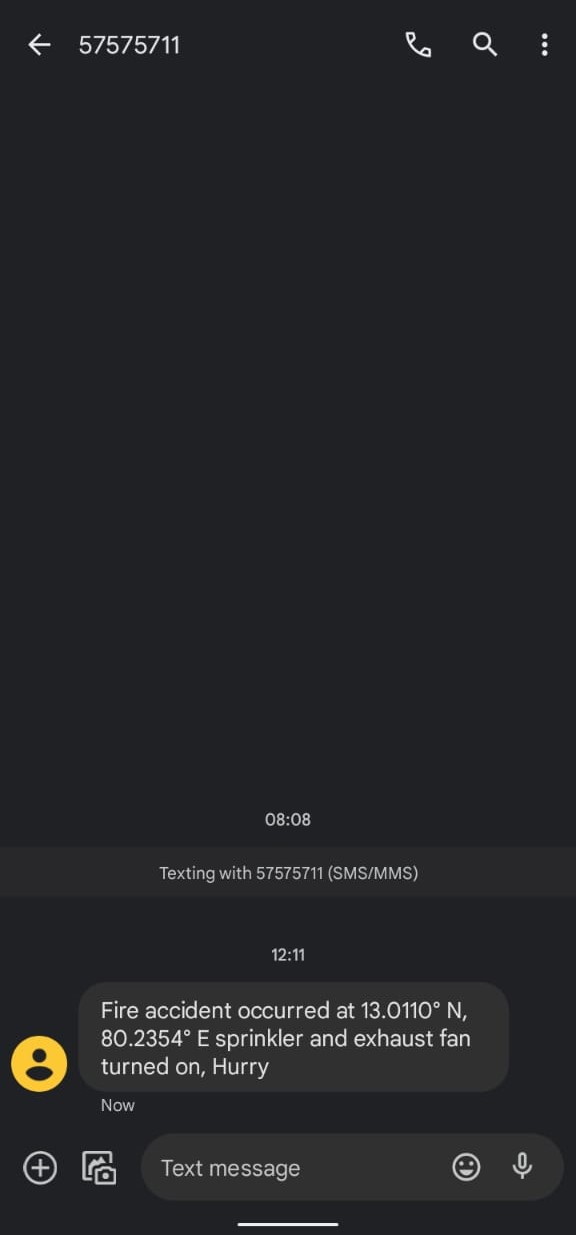 57575711
08:08
Texting with 57575711 (SMS/MMS)
12:11
Fire accident occurred at 13.0110° N,
80.2354° E sprinkler and exhaust fan
turned on, Hurry
Now
Text message